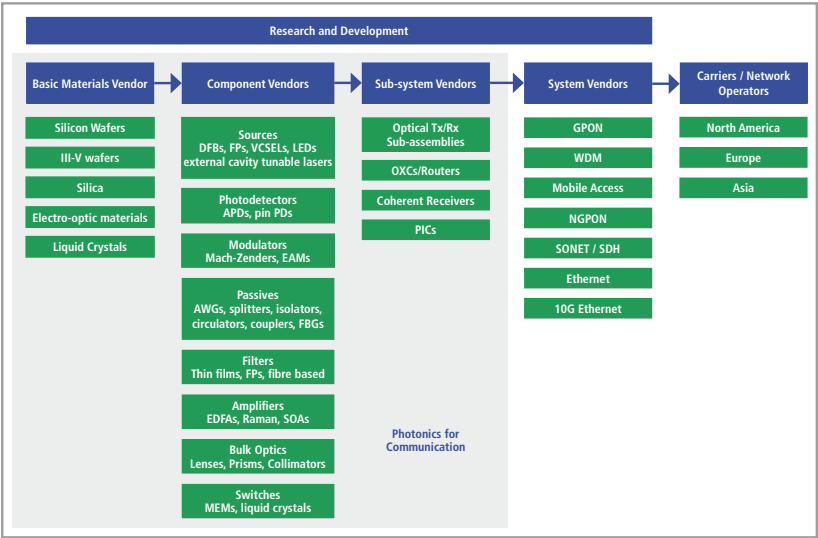 Research and Development
Basic Materials Vendor
Component Vendors
Sub-system Vendors
System Vendors
Carriers / Network
Operators
Silicon Wafers
III-V wafers
Silica
Electro-optic materials
Liquid Crystals
Sources
DFBs, FPs, VCSELs, LEDs
external cavity tunable lasers
Photodetectors
APDs, pin PDs
Modulators
Mach-Zenders, EAMs
Passives
AWGs, splitters, isolators,
circulators, couplers, FBGs
Filters
Thin films, FPs, fibre based
Amplifiers
EDFAs, Raman, SOAs
Bulk Optics
Lenses, Prisms, Collimators
Switches
MEMs, liquid crystals
Optical Tx/Rx
Sub-assemblies
OXCs/Routers
Coherent Receivers
PICs
Photonics for
Communication
GPON
WDM
Mobile Access
NGPON
SONET / SDH
Ethernet
10G Ethernet
North America
Europe
Asia